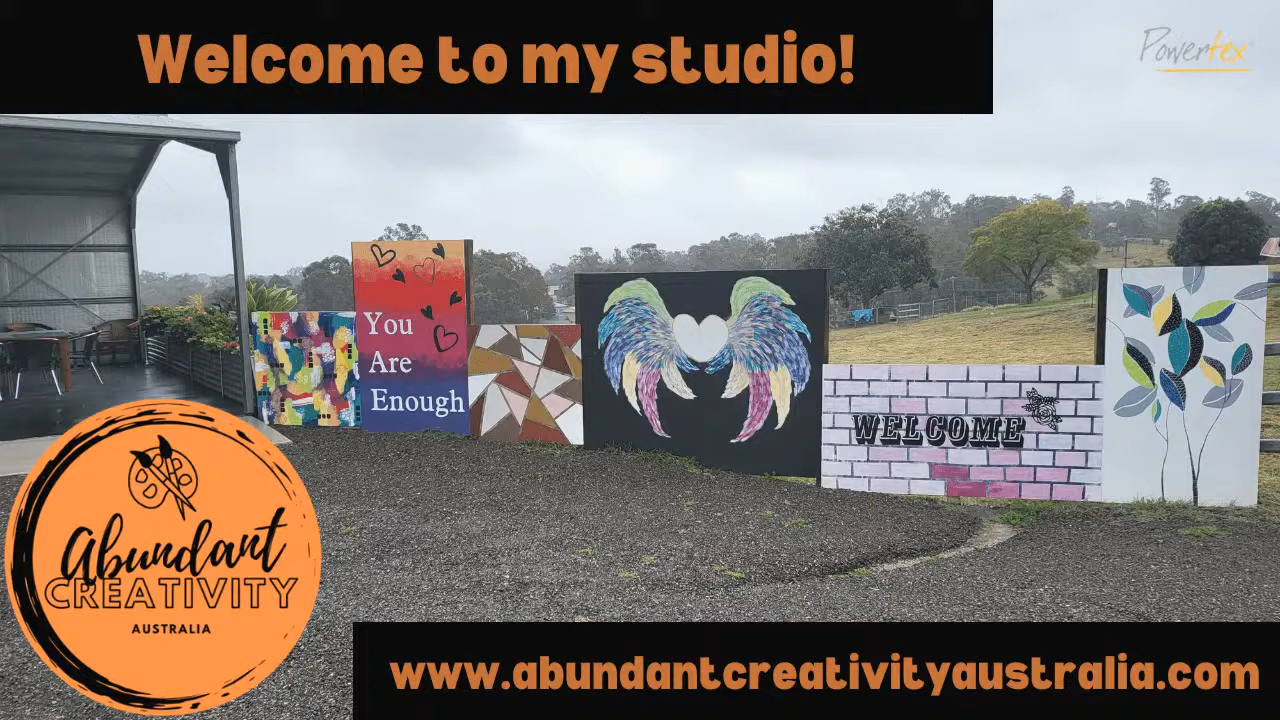 Welcome to my studio!
Powertex
You
Are
Enough
WELCOME
Abundant
CREATIVITY
AUSTRALIA
www.abundantcreativityaustralia.com